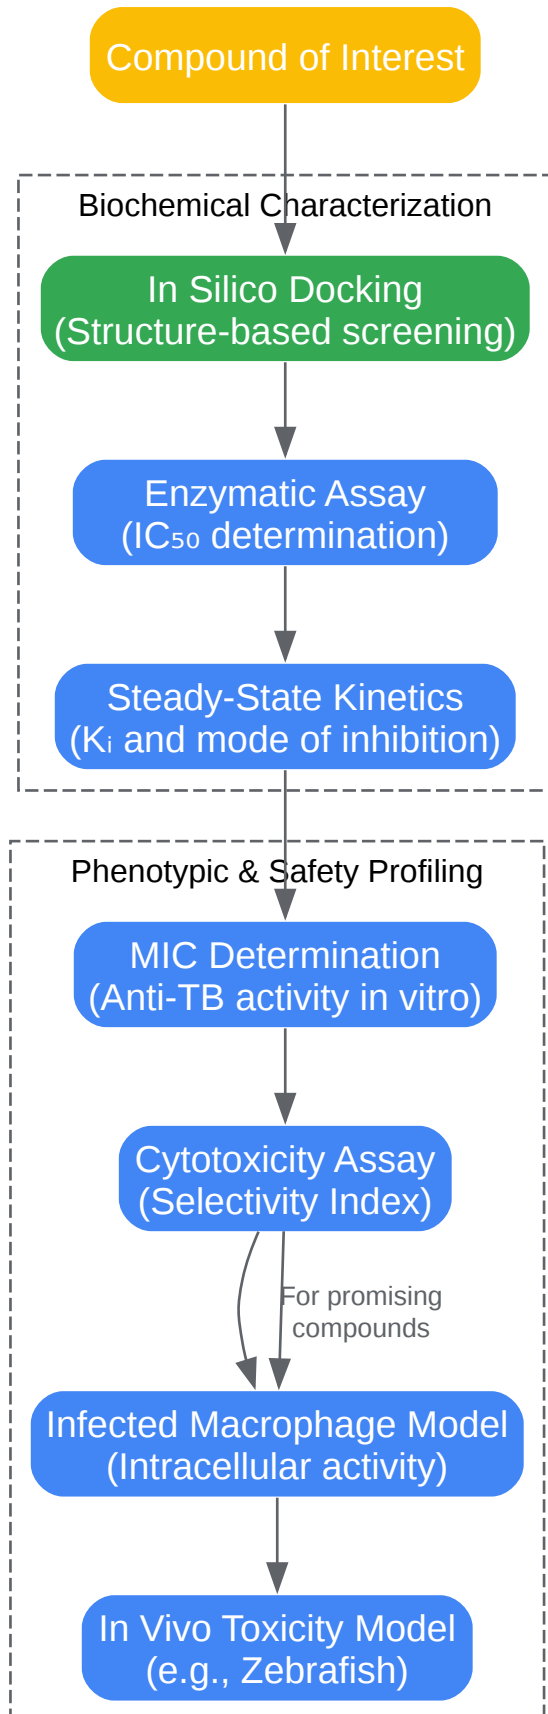 Compound of Interest
Biochemical Characterization
In Silico Docking
(Structure-based screening)
Enzymatic Assay
(IC₅₀ determination)
Steady-State Kinetics
(Kᵢ and mode of inhibition)
Phenotypic & Safety Profiling
MIC Determination
(Anti-TB activity in vitro)
Cytotoxicity Assay
(Selectivity Index)
For promising
compounds
Infected Macrophage Model
(Intracellular activity)
In Vivo Toxicity Model
(e.g., Zebrafish)